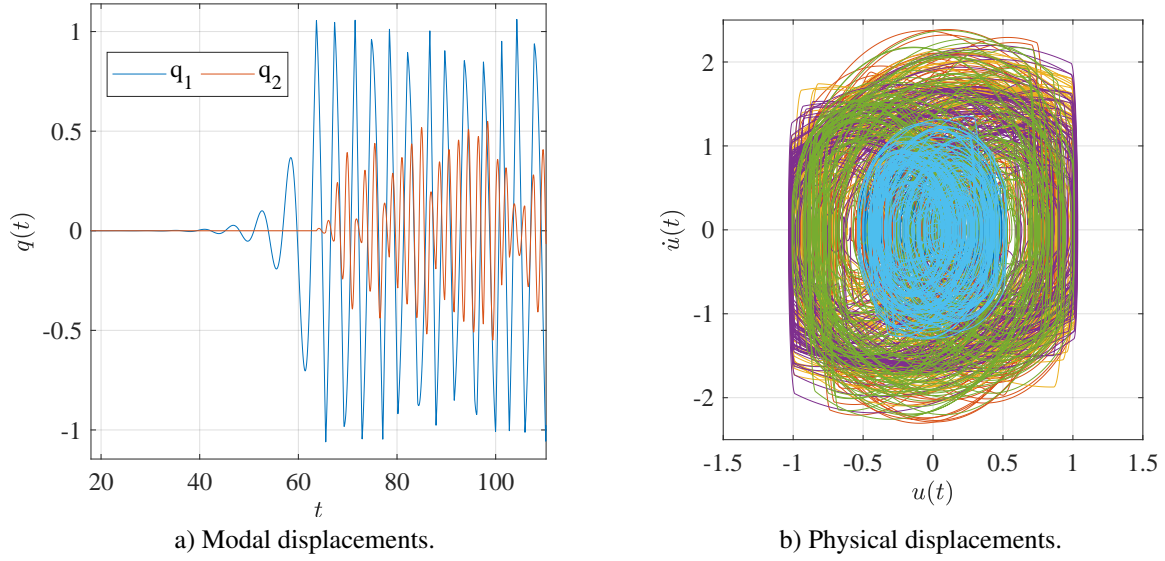 1
0.5
0
-0.5
-1
q(t)
q1 q2
20 40 60 80 100
t
a) Modal displacements.
2
1
0
-1
-2
u̇(t)
-1.5 -1 -0.5 0 0.5 1 1.5
u(t)
b) Physical displacements.